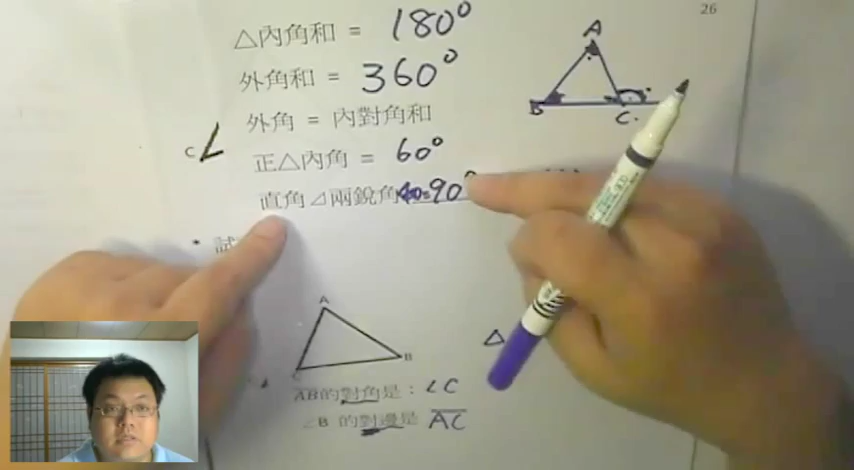 26
△內角和 = 180°
外角和 = 360°
外角 = 內對角和
正△內角 = 60°
直角⊿兩銳角和=90°
試
A
B
C.
C
A
B
C
△
AB的對角是：∠C
∠B 的對邊是 AC